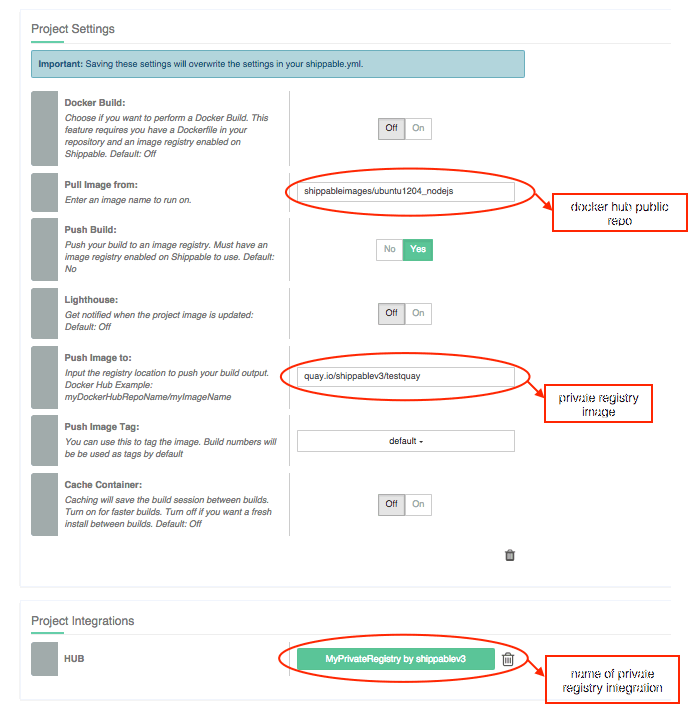 Project Settings
Important: Saving these settings will overwrite the settings in your shippable.yml.
Docker Build:
Choose if you want to perform a Docker Build. This
feature requires you have a Dockerfile in your
repository and an image registry enabled on
Shippable. Default: Off
Off On
Pull Image from:
Enter an image name to run on.
shippableimages/ubuntu1204_nodejs
docker hub public
repo
Push Build:
Push your build to an image registry. Must have an
image registry enabled on Shippable to use. Default:
No
No Yes
Lighthouse:
Get notified when the project image is updated:
Default: Off
Off On
Push Image to:
Input the registry location to push your build output.
Docker Hub Example:
myDockerHubRepoName/myImageName
quay.io/shippablev3/testquay
private registry
image
Push Image Tag:
You can use this to tag the image. Build numbers will
be be used as tags by default
default
Cache Container:
Caching will save the build session between builds.
Turn on for faster builds. Turn off if you want a fresh
install between builds. Default: Off
Off On
Project Integrations
HUB
MyPrivateRegistry by shippablev3
name of private
registry integration